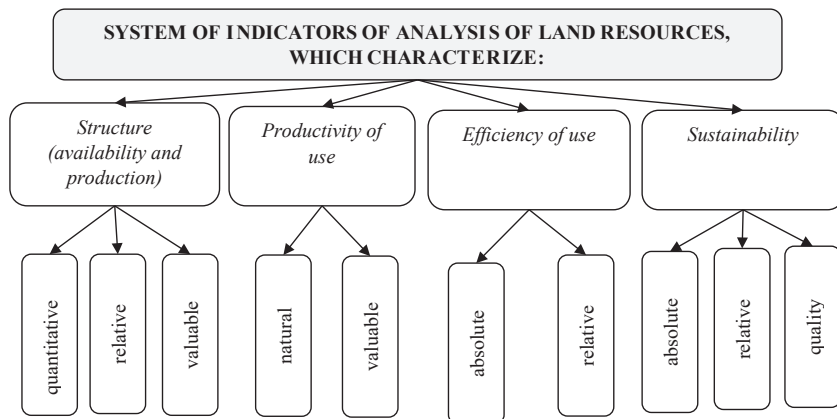 SYSTEM OF INDICATORS OF ANALYSIS OF LAND RESOURCES,
WHICH CHARACTERIZE:
Structure
(availability and
production)
Productivity of
use
Efficiency of use
Sustainability
quantitative
relative
valuable
natural
valuable
absolute
relative
absolute
relative
quality